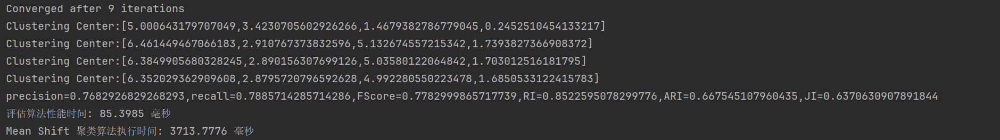 Converged after 9 iterations
Clustering Center:[5.000643179707049,3.4230705602926266,1.4679382786779045,0.2452510454133217]
Clustering Center:[6.461449467066183,2.910767373832596,5.132674557215342,1.7393827366908372]
Clustering Center:[6.3849905680328245,2.890156307699126,5.03580122064842,1.703012516181795]
Clustering Center:[6.352029362909608,2.8795720796592628,4.992280550223478,1.6850533122415783]
precision=0.7682926829268293,recall=0.7885714285714286,FScore=0.7782999865717739,RI=0.8522595078299776,ARI=0.667545107960435,JI=0.6370630907891844
评估算法性能时间: 85.3985 毫秒
Mean Shift 聚类算法执行时间: 3713.7776 毫秒